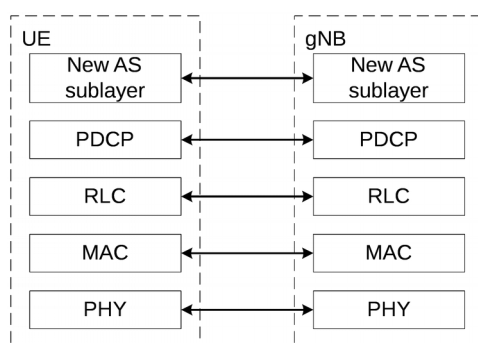 UE
gNB
New AS
sublayer
New AS
sublayer
PDCP
PDCP
RLC
RLC
MAC
MAC
PHY
PHY